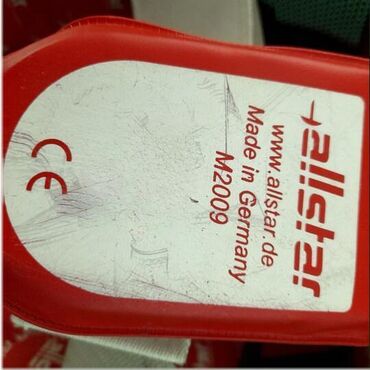 allstar
www.allstar.de
Made in Germany
M2009
CE